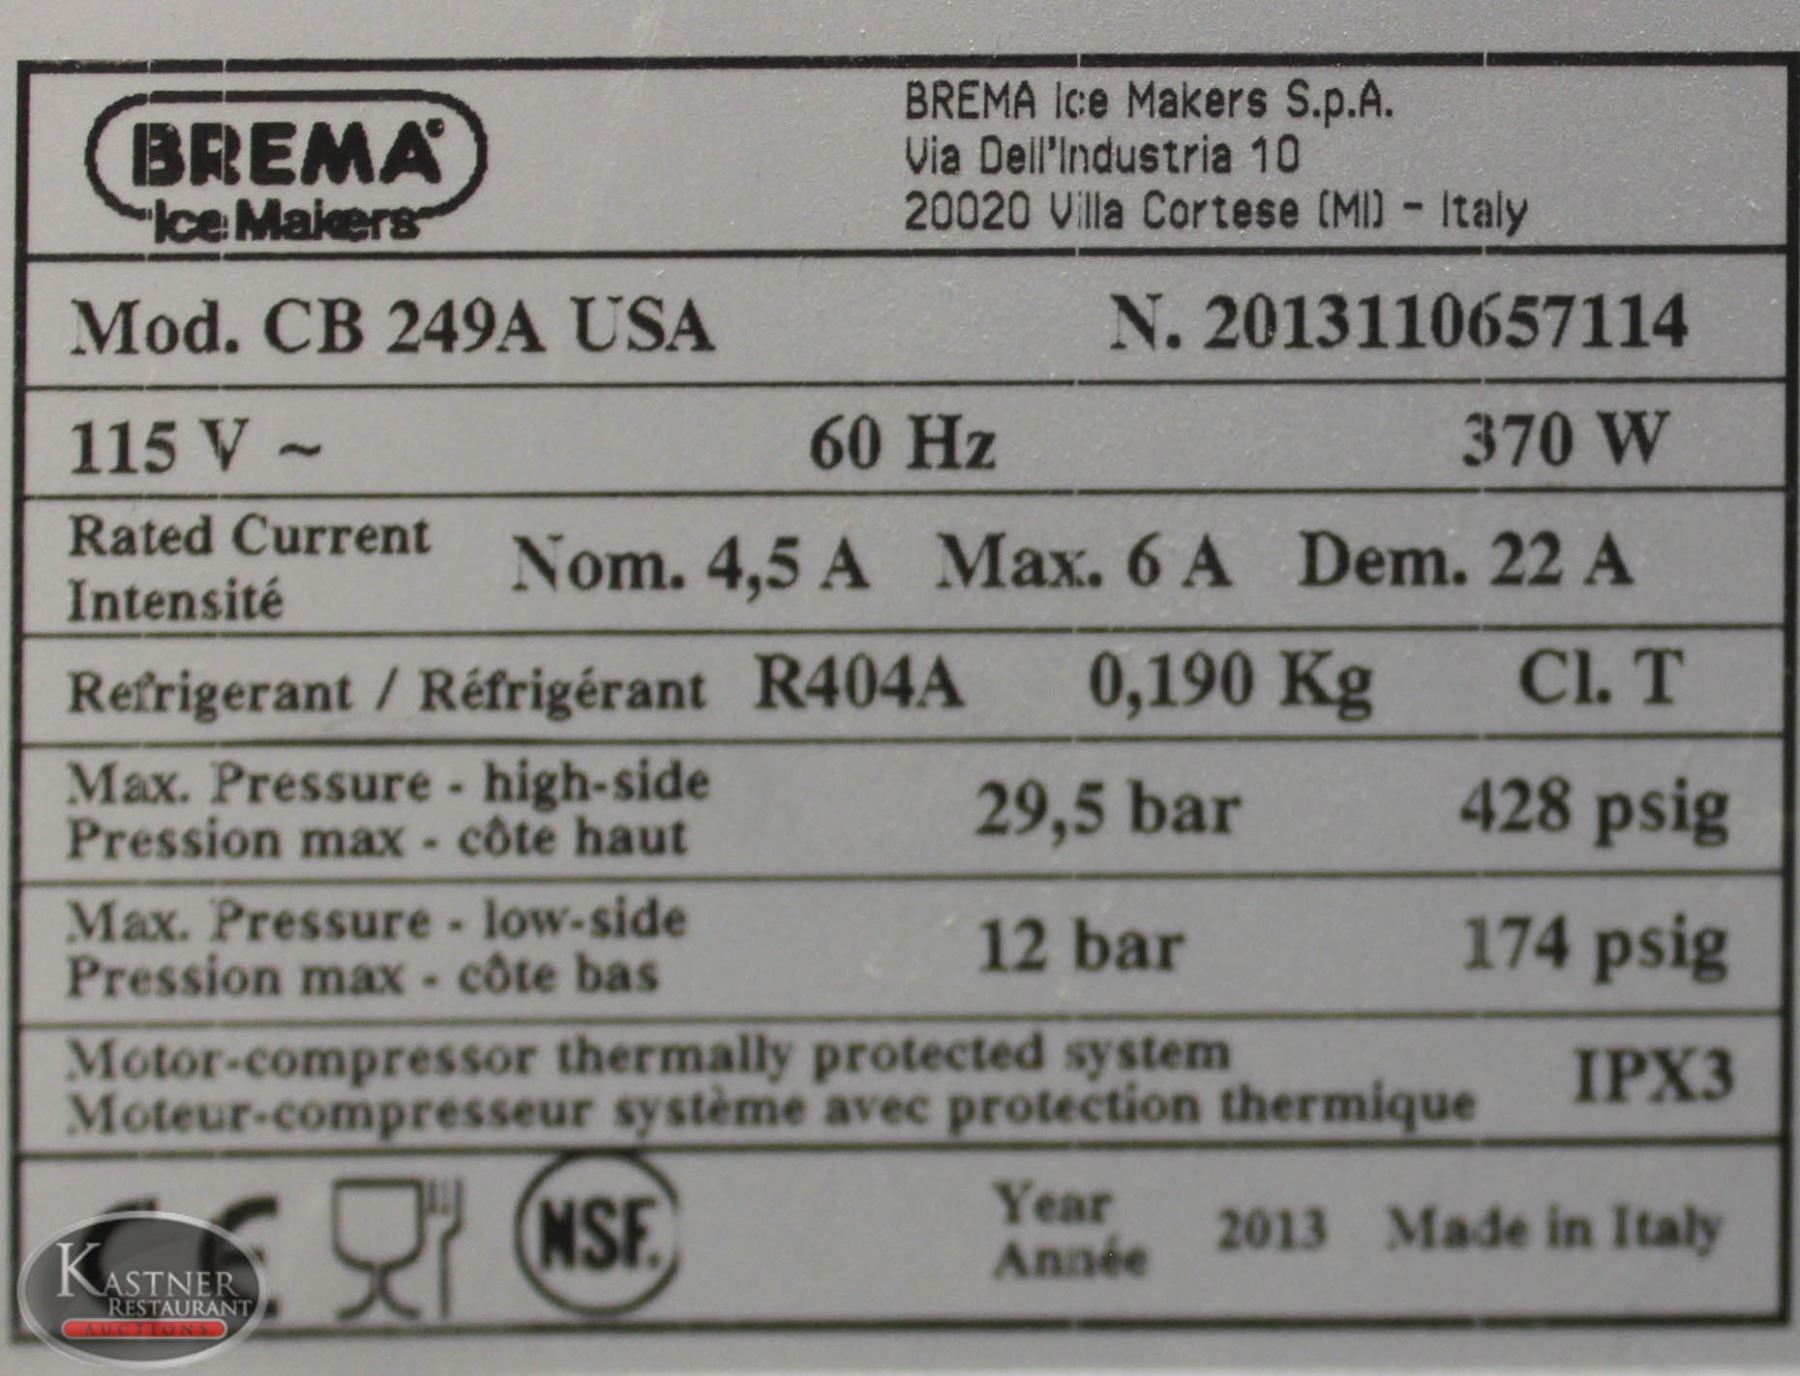 BREMA
Ice Makers
BREMA Ice Makers S.p.A.
Via Dell'Industria 10
20020 Villa Cortese (MI) - Italy
Mod. CB 249A USA N. 2013110657114
115 V ~ 60 Hz 370 W
Rated Current
Intensité
Nom. 4,5 A Max. 6 A Dem. 22 A
Refrigerant / Réfrigérant R404A 0,190 Kg Cl. T
Max. Pressure - high-side
Pression max - côte haut
29,5 bar 428 psig
Max. Pressure - low-side
Pression max - côte bas
12 bar 174 psig
Motor-compressor thermally protected system
Moteur-compresseur système avec protection thermique
IPX3
CE NSF.
Year
Année
2013 Made in Italy
KASTNER
RESTAURANT
AUCTIONS